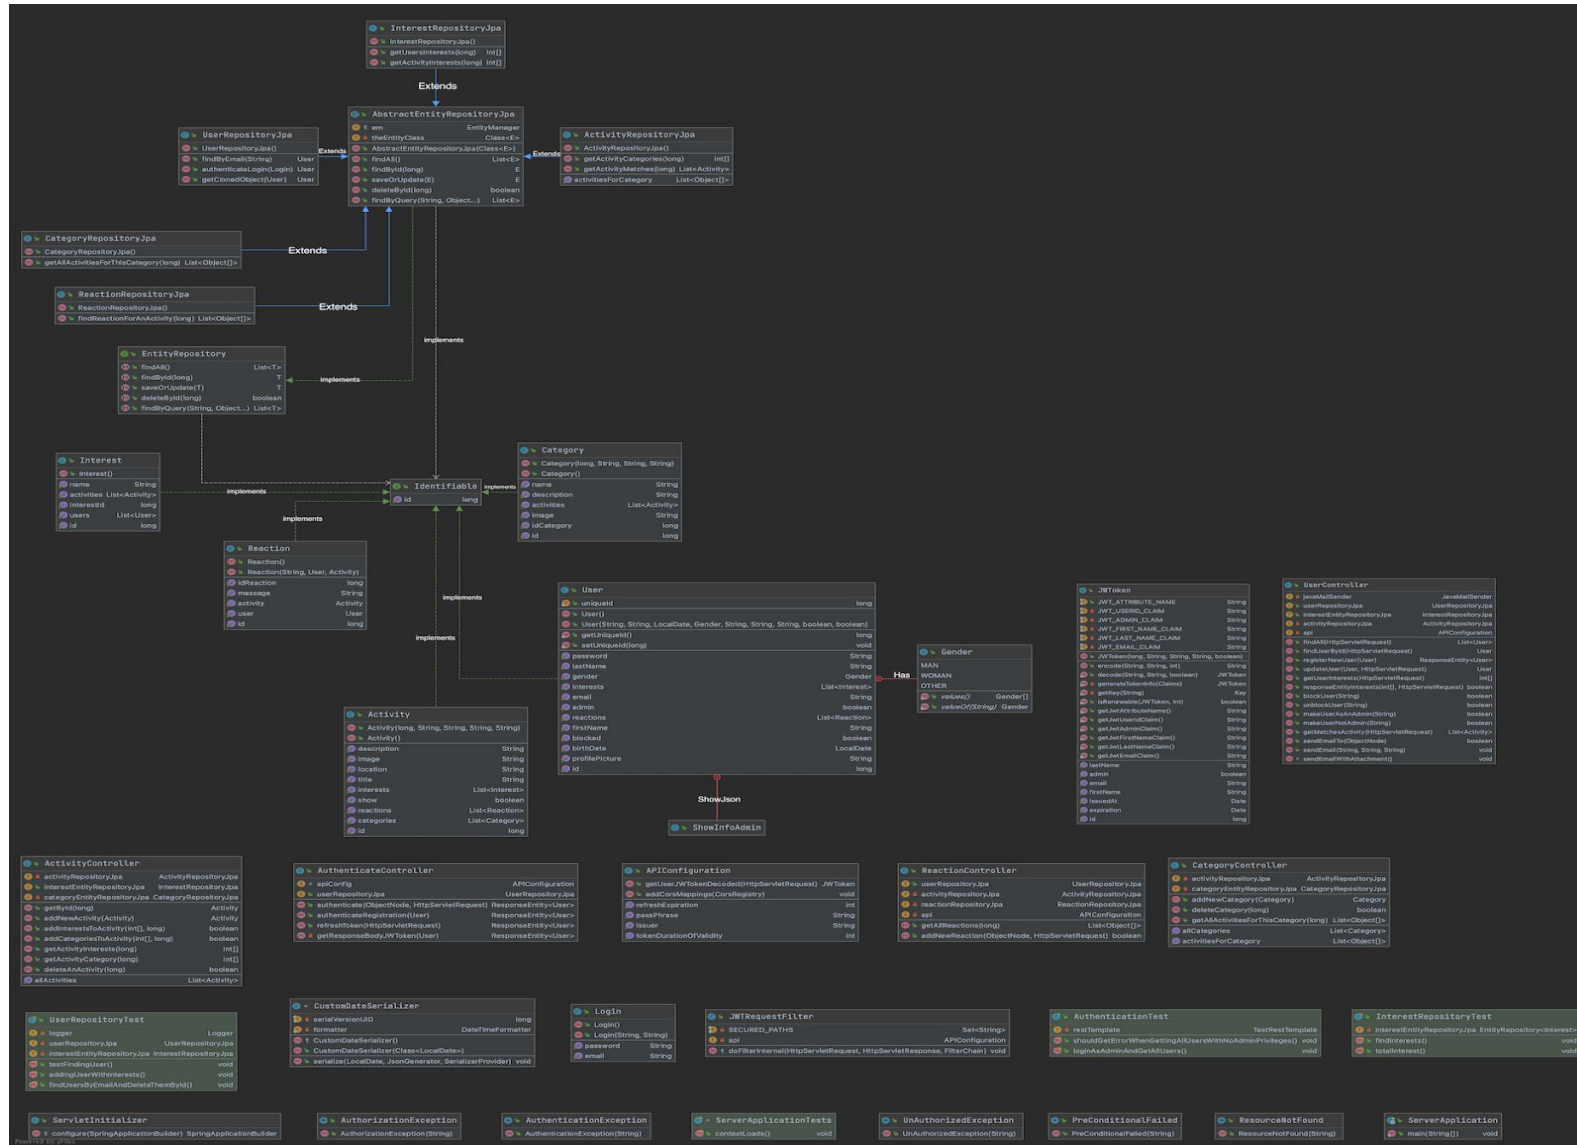 InterestRepositoryJpa
InterestRepositoryJpa()
getUsersInterests(long) int[]
getActivityInterests(long) int[]
Extends
AbstractEntityRepositoryJpa
em EntityManager
theEntityClass Class<E>
AbstractEntityRepositoryJpa(Class<E>)
findAll() List<E>
findById(long) E
saveOrUpdate(E) E
deleteById(long) boolean
findByQuery(String, Object...) List<E>
UserRepositoryJpa
UserRepositoryJpa()
findByEmail(String) User
authenticateLogin(Login) User
getClonedObject(User) User
Extends
ActivityRepositoryJpa
ActivityRepositoryJpa()
getActivityCategories(long) int[]
getActivityMatches(long) List<Activity>
activitiesForCategory List<Object[]>
Extends
CategoryRepositoryJpa
CategoryRepositoryJpa()
getAllActivitiesForThisCategory(long) List<Object[]>
Extends
ReactionRepositoryJpa
ReactionRepositoryJpa()
findReactionForAnActivity(long) List<Object[]>
Extends
implements
EntityRepository
findAll() List<T>
findById(long) T
saveOrUpdate(T) T
deleteById(long) boolean
findByQuery(String, Object...) List<T>
implements
Interest
Interest()
name String
activities List<Activity>
interestId long
users List<User>
id long
implements
Identifiable
id long
implements
Category
Category(long, String, String, String)
Category()
name String
description String
activities List<Activity>
image String
idCategory long
id long
implements
Reaction
Reaction()
Reaction(String, User, Activity)
idReaction long
message String
activity Activity
user User
id long
implements
implements
User
uniqueId long
User()
User(String, String, LocalDate, Gender, String, String, String, boolean, boolean)
getUniqueId() long
setUniqueId(long) void
password String
lastName String
gender Gender
interests List<Interest>
email String
admin boolean
reactions List<Reaction>
firstName String
blocked boolean
birthDate LocalDate
profilePicture String
id long
Has
Gender
MAN
WOMAN
OTHER
values() Gender[]
valueOf(String) Gender
ShowJson
ShowInfoAdmin
JWToken
JWT_ATTRIBUTE_NAME String
JWT_USERID_CLAIM String
JWT_ADMIN_CLAIM String
JWT_FIRST_NAME_CLAIM String
JWT_LAST_NAME_CLAIM String
JWT_EMAIL_CLAIM String
JWToken(long, String, String, String, boolean)
encode(String, String, int) String
decode(String, String, boolean) JWToken
generateTokenInfo(Claims) JWToken
getKey(String) Key
isRenewable(JWToken, int) boolean
getJwtAttributeName() String
getJwtUseridClaim() String
getJwtAdminClaim() String
getJwtFirstNameClaim() String
getJwtLastNameClaim() String
getJwtEmailClaim() String
lastName String
admin boolean
email String
firstName String
issuedAt Date
expiration Date
id long
UserController
javaMailSender JavaMailSender
userRepositoryJpa UserRepositoryJpa
interestEntityRepositoryJpa InterestRepositoryJpa
activityRepositoryJpa ActivityRepositoryJpa
api APIConfiguration
findAll(HttpServletRequest) List<User>
findUserById(HttpServletRequest) User
registerNewUser(User) ResponseEntity<User>
updateUser(User, HttpServletRequest) User
getUserInterests(HttpServletRequest) int[]
responseEntityInterests(int[], HttpServletRequest) boolean
blockUser(String) boolean
unblockUser(String) boolean
makeUserAsAnAdmin(String) boolean
makeUserNotAdmin(String) boolean
getMatchesActivity(HttpServletRequest) List<Activity>
sendEmailTo(ObjectNode) boolean
sendEmail(String, String, String) void
sendEmailWithAttachment() void
Activity
Activity(long, String, String, String, String)
Activity()
description String
image String
location String
title String
interests List<Interest>
show boolean
reactions List<Reaction>
categories List<Category>
id long
ActivityController
activityRepositoryJpa ActivityRepositoryJpa
interestEntityRepositoryJpa InterestRepositoryJpa
categoryEntityRepositoryJpa CategoryRepositoryJpa
getById(long) Activity
addNewActivity(Activity) Activity
addInterestsToActivity(int[], long) boolean
addCategoriesToActivity(int[], long) boolean
getActivityInterests(long) int[]
getActivityCategory(long) int[]
deleteAnActivity(long) boolean
allActivities List<Activity>
AuthenticateController
apiConfig APIConfiguration
userRepositoryJpa UserRepositoryJpa
authenticate(ObjectNode, HttpServletRequest) ResponseEntity<User>
authenticateRegistration(User) ResponseEntity<User>
refreshToken(HttpServletRequest) ResponseEntity<User>
getResponseBodyJWToken(User) ResponseEntity<User>
APIConfiguration
getUserJWTokenDecoded(HttpServletRequest) JWToken
addCorsMappings(CorsRegistry) void
refreshExpiration int
passPhrase String
issuer String
tokenDurationOfValidity int
ReactionController
userRepositoryJpa UserRepositoryJpa
activityRepositoryJpa ActivityRepositoryJpa
reactionRepositoryJpa ReactionRepositoryJpa
api APIConfiguration
getAllReactions(long) List<Object[]>
addNewReaction(ObjectNode, HttpServletRequest) boolean
CategoryController
activityRepositoryJpa ActivityRepositoryJpa
categoryEntityRepositoryJpa CategoryRepositoryJpa
addNewCategory(Category) Category
deleteCategory(long) boolean
getAllActivitiesForThisCategory(long) List<Object[]>
allCategories List<Category>
activitiesForCategory List<Object[]>
UserRepositoryTest
logger Logger
userRepositoryJpa UserRepositoryJpa
interestEntityRepositoryJpa InterestRepositoryJpa
testFindingUser() void
addingUserWithInterests() void
findUsersByEmailAndDeleteThemById() void
CustomDateSerializer
serialVersionUID long
formatter DateTimeFormatter
CustomDateSerializer()
CustomDateSerializer(Class<LocalDate>)
serialize(LocalDate, JsonGenerator, SerializerProvider) void
Login
Login()
Login(String, String)
password String
email String
JWTRequestFilter
SECURED_PATHS Set<String>
api APIConfiguration
doFilterInternal(HttpServletRequest, HttpServletResponse, FilterChain) void
AuthenticationTest
restTemplate TestRestTemplate
shouldGetErrorWhenGettingAllUsersWithNoAdminPrivileges() void
loginAsAdminAndGetAllUsers() void
InterestRepositoryTest
interestEntityRepositoryJpa EntityRepository<Interest>
findInterests() void
totalInterest() void
ServletInitializer
configure(SpringApplicationBuilder) SpringApplicationBuilder
AuthorizationException
AuthorizationException(String)
AuthenticationException
AuthenticationException(String)
ServerApplicationTests
contextLoads() void
UnAuthorizedException
UnAuthorizedException(String)
PreConditionalFailed
PreConditionalFailed(String)
ResourceNotFound
ResourceNotFound(String)
ServerApplication
main(String[]) void
Powered by yFiles